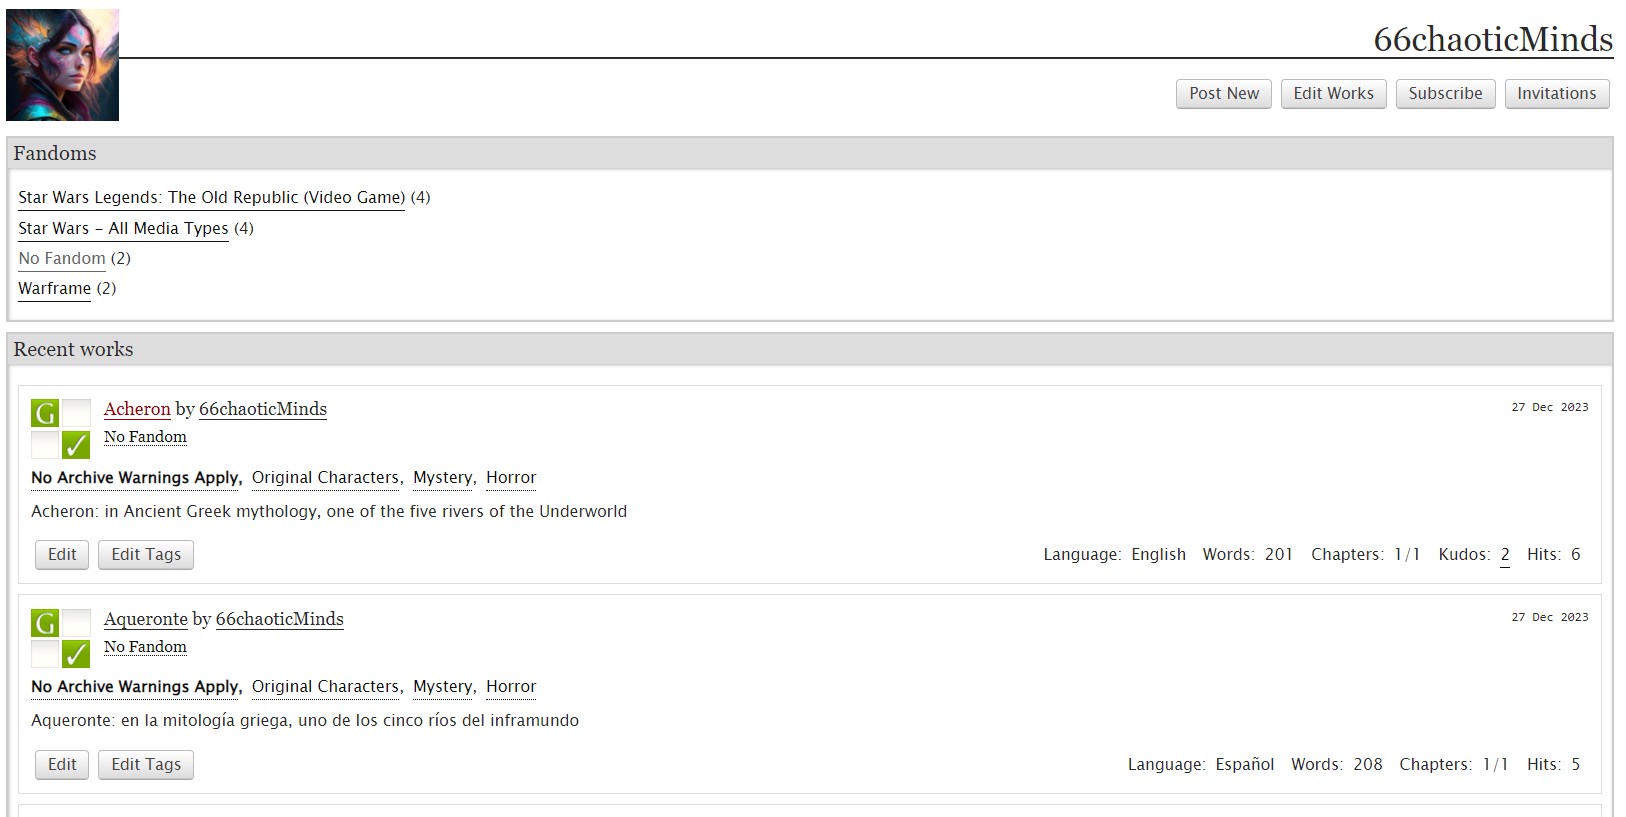 66chaoticMinds
Post New Edit Works Subscribe Invitations
Fandoms
Star Wars Legends: The Old Republic (Video Game) (4)
Star Wars – All Media Types (4)
No Fandom (2)
Warframe (2)
Recent works
G Acheron by 66chaoticMinds 27 Dec 2023
No Fandom
No Archive Warnings Apply, Original Characters, Mystery, Horror
Acheron: in Ancient Greek mythology, one of the five rivers of the Underworld
Edit Edit Tags Language: English Words: 201 Chapters: 1/1 Kudos: 2 Hits: 6
G Aqueronte by 66chaoticMinds 27 Dec 2023
No Fandom
No Archive Warnings Apply, Original Characters, Mystery, Horror
Aqueronte: en la mitología griega, uno de los cinco ríos del inframundo
Edit Edit Tags Language: Español Words: 208 Chapters: 1/1 Hits: 5